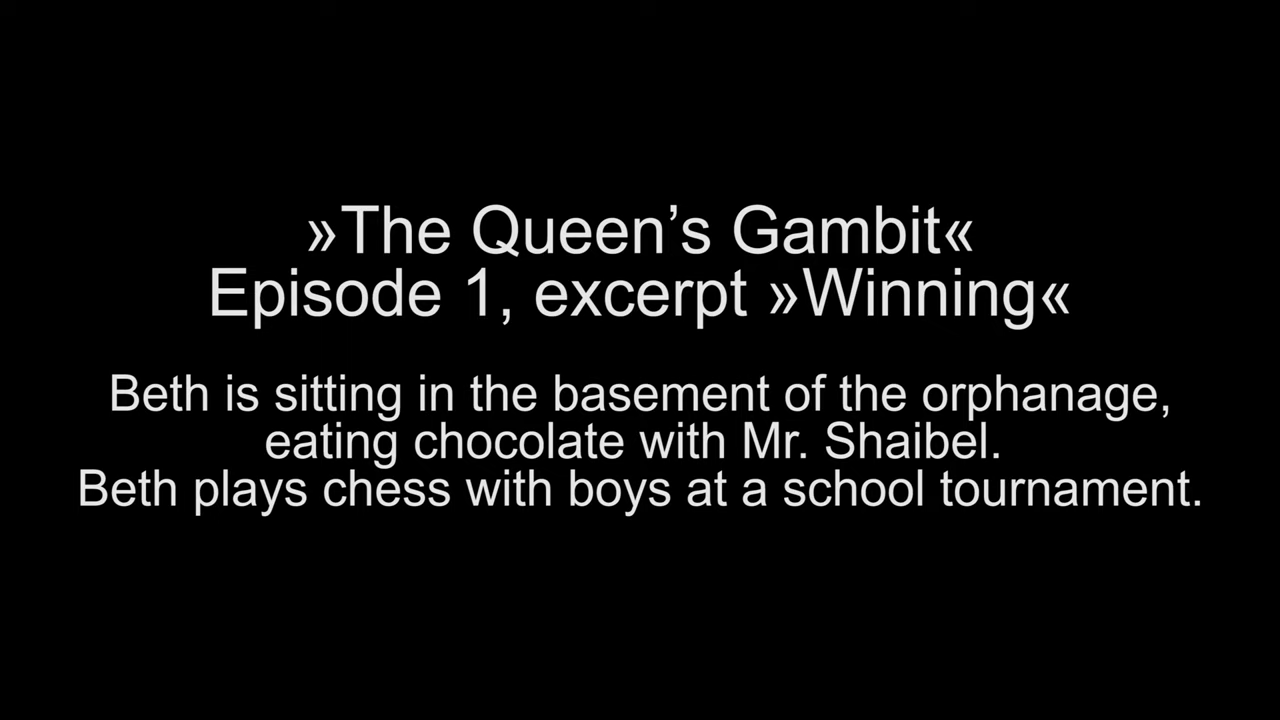 »The Queen’s Gambit«
Episode 1, excerpt »Winning«
Beth is sitting in the basement of the orphanage,
eating chocolate with Mr. Shaibel.
Beth plays chess with boys at a school tournament.